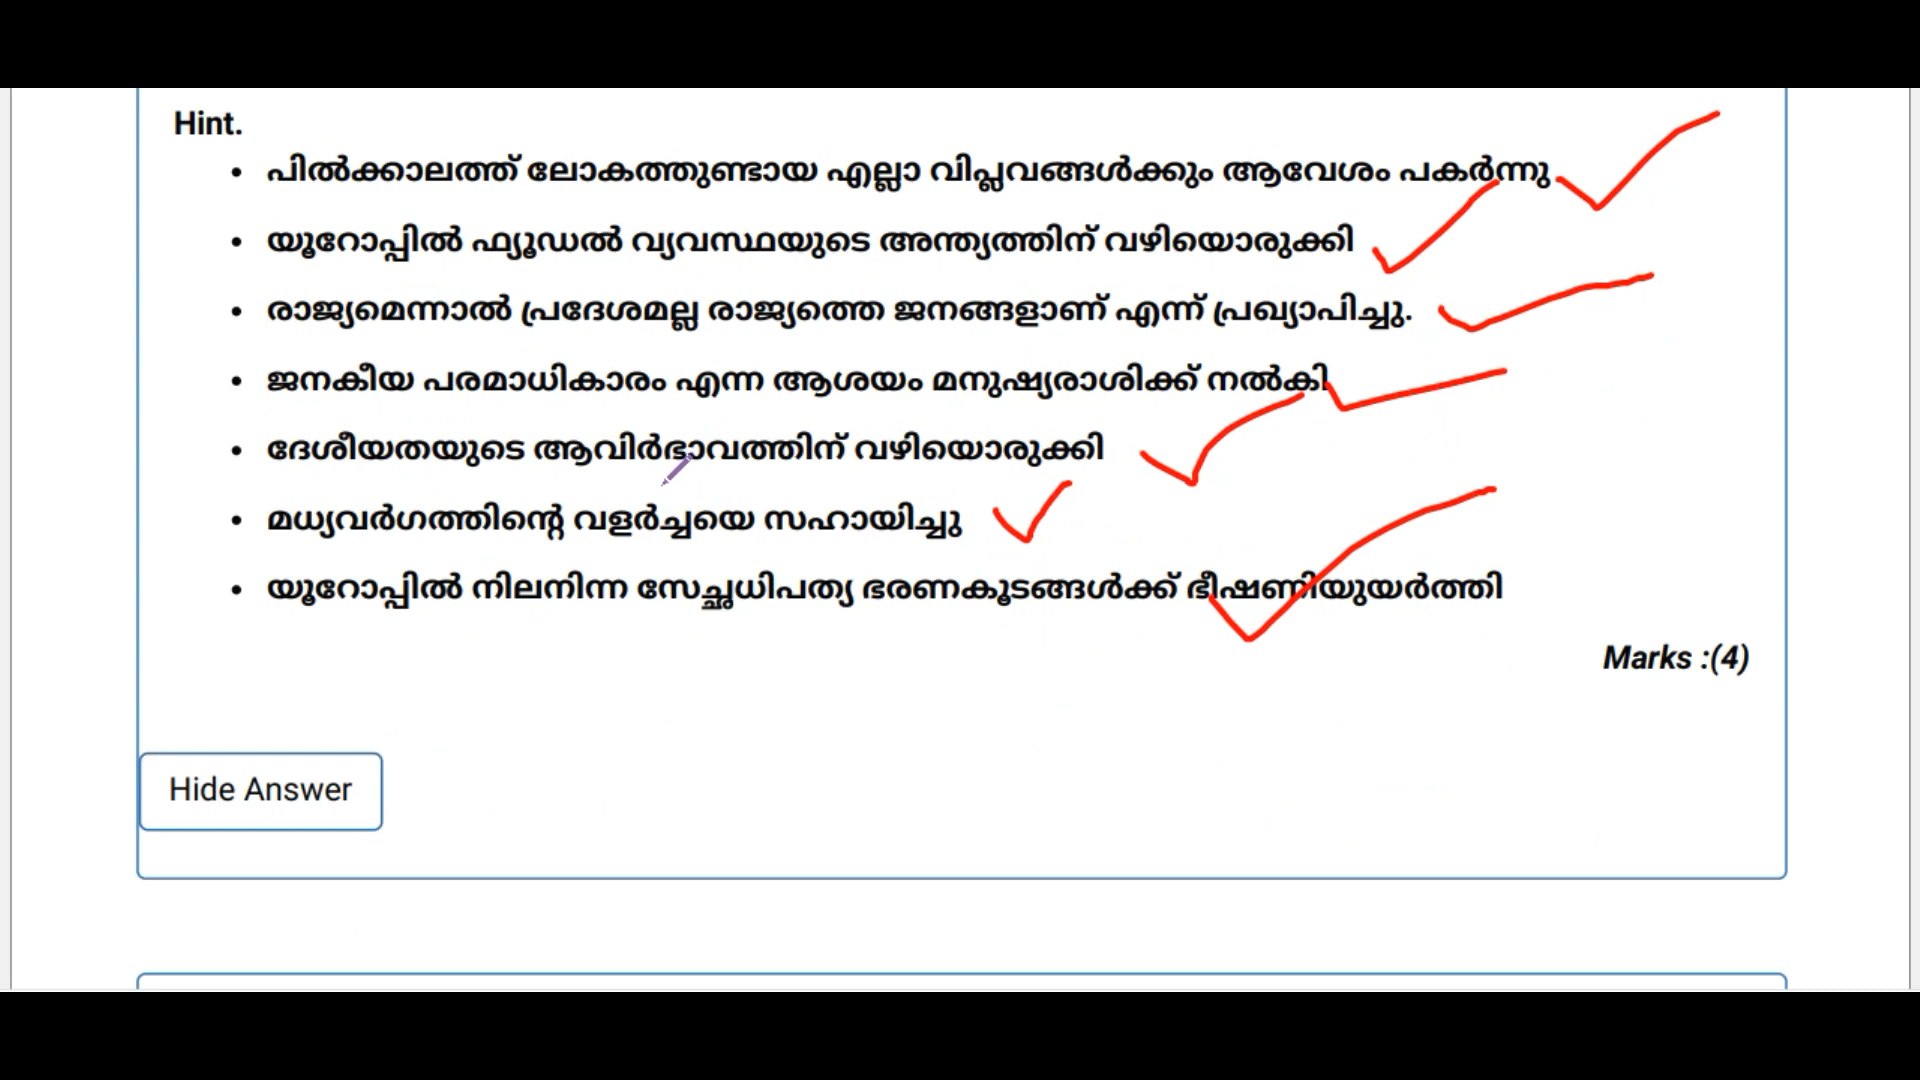 Hint.
• പിൽക്കാലത്ത് ലോകത്തുണ്ടായ എല്ലാ വിപ്ലവങ്ങൾക്കും ആവേശം പകർന്നു
• യൂറോപ്പിൽ ഫ്യൂഡൽ വ്യവസ്ഥയുടെ അന്ത്യത്തിന് വഴിയൊരുക്കി
• രാജ്യമെന്നാൽ പ്രദേശമല്ല രാജ്യത്തെ ജനങ്ങളാണ് എന്ന് പ്രഖ്യാപിച്ചു.
• ജനകീയ പരമാധികാരം എന്ന ആശയം മനുഷ്യരാശിക്ക് നൽകി
• ദേശീയതയുടെ ആവിർഭാവത്തിന് വഴിയൊരുക്കി
• മധ്യവർഗത്തിന്റെ വളർച്ചയെ സഹായിച്ചു
• യൂറോപ്പിൽ നിലനിന്ന സേച്ഛധിപത്യ ഭരണകൂടങ്ങൾക്ക് ഭീഷണിയുയർത്തി
Marks :(4)
Hide Answer